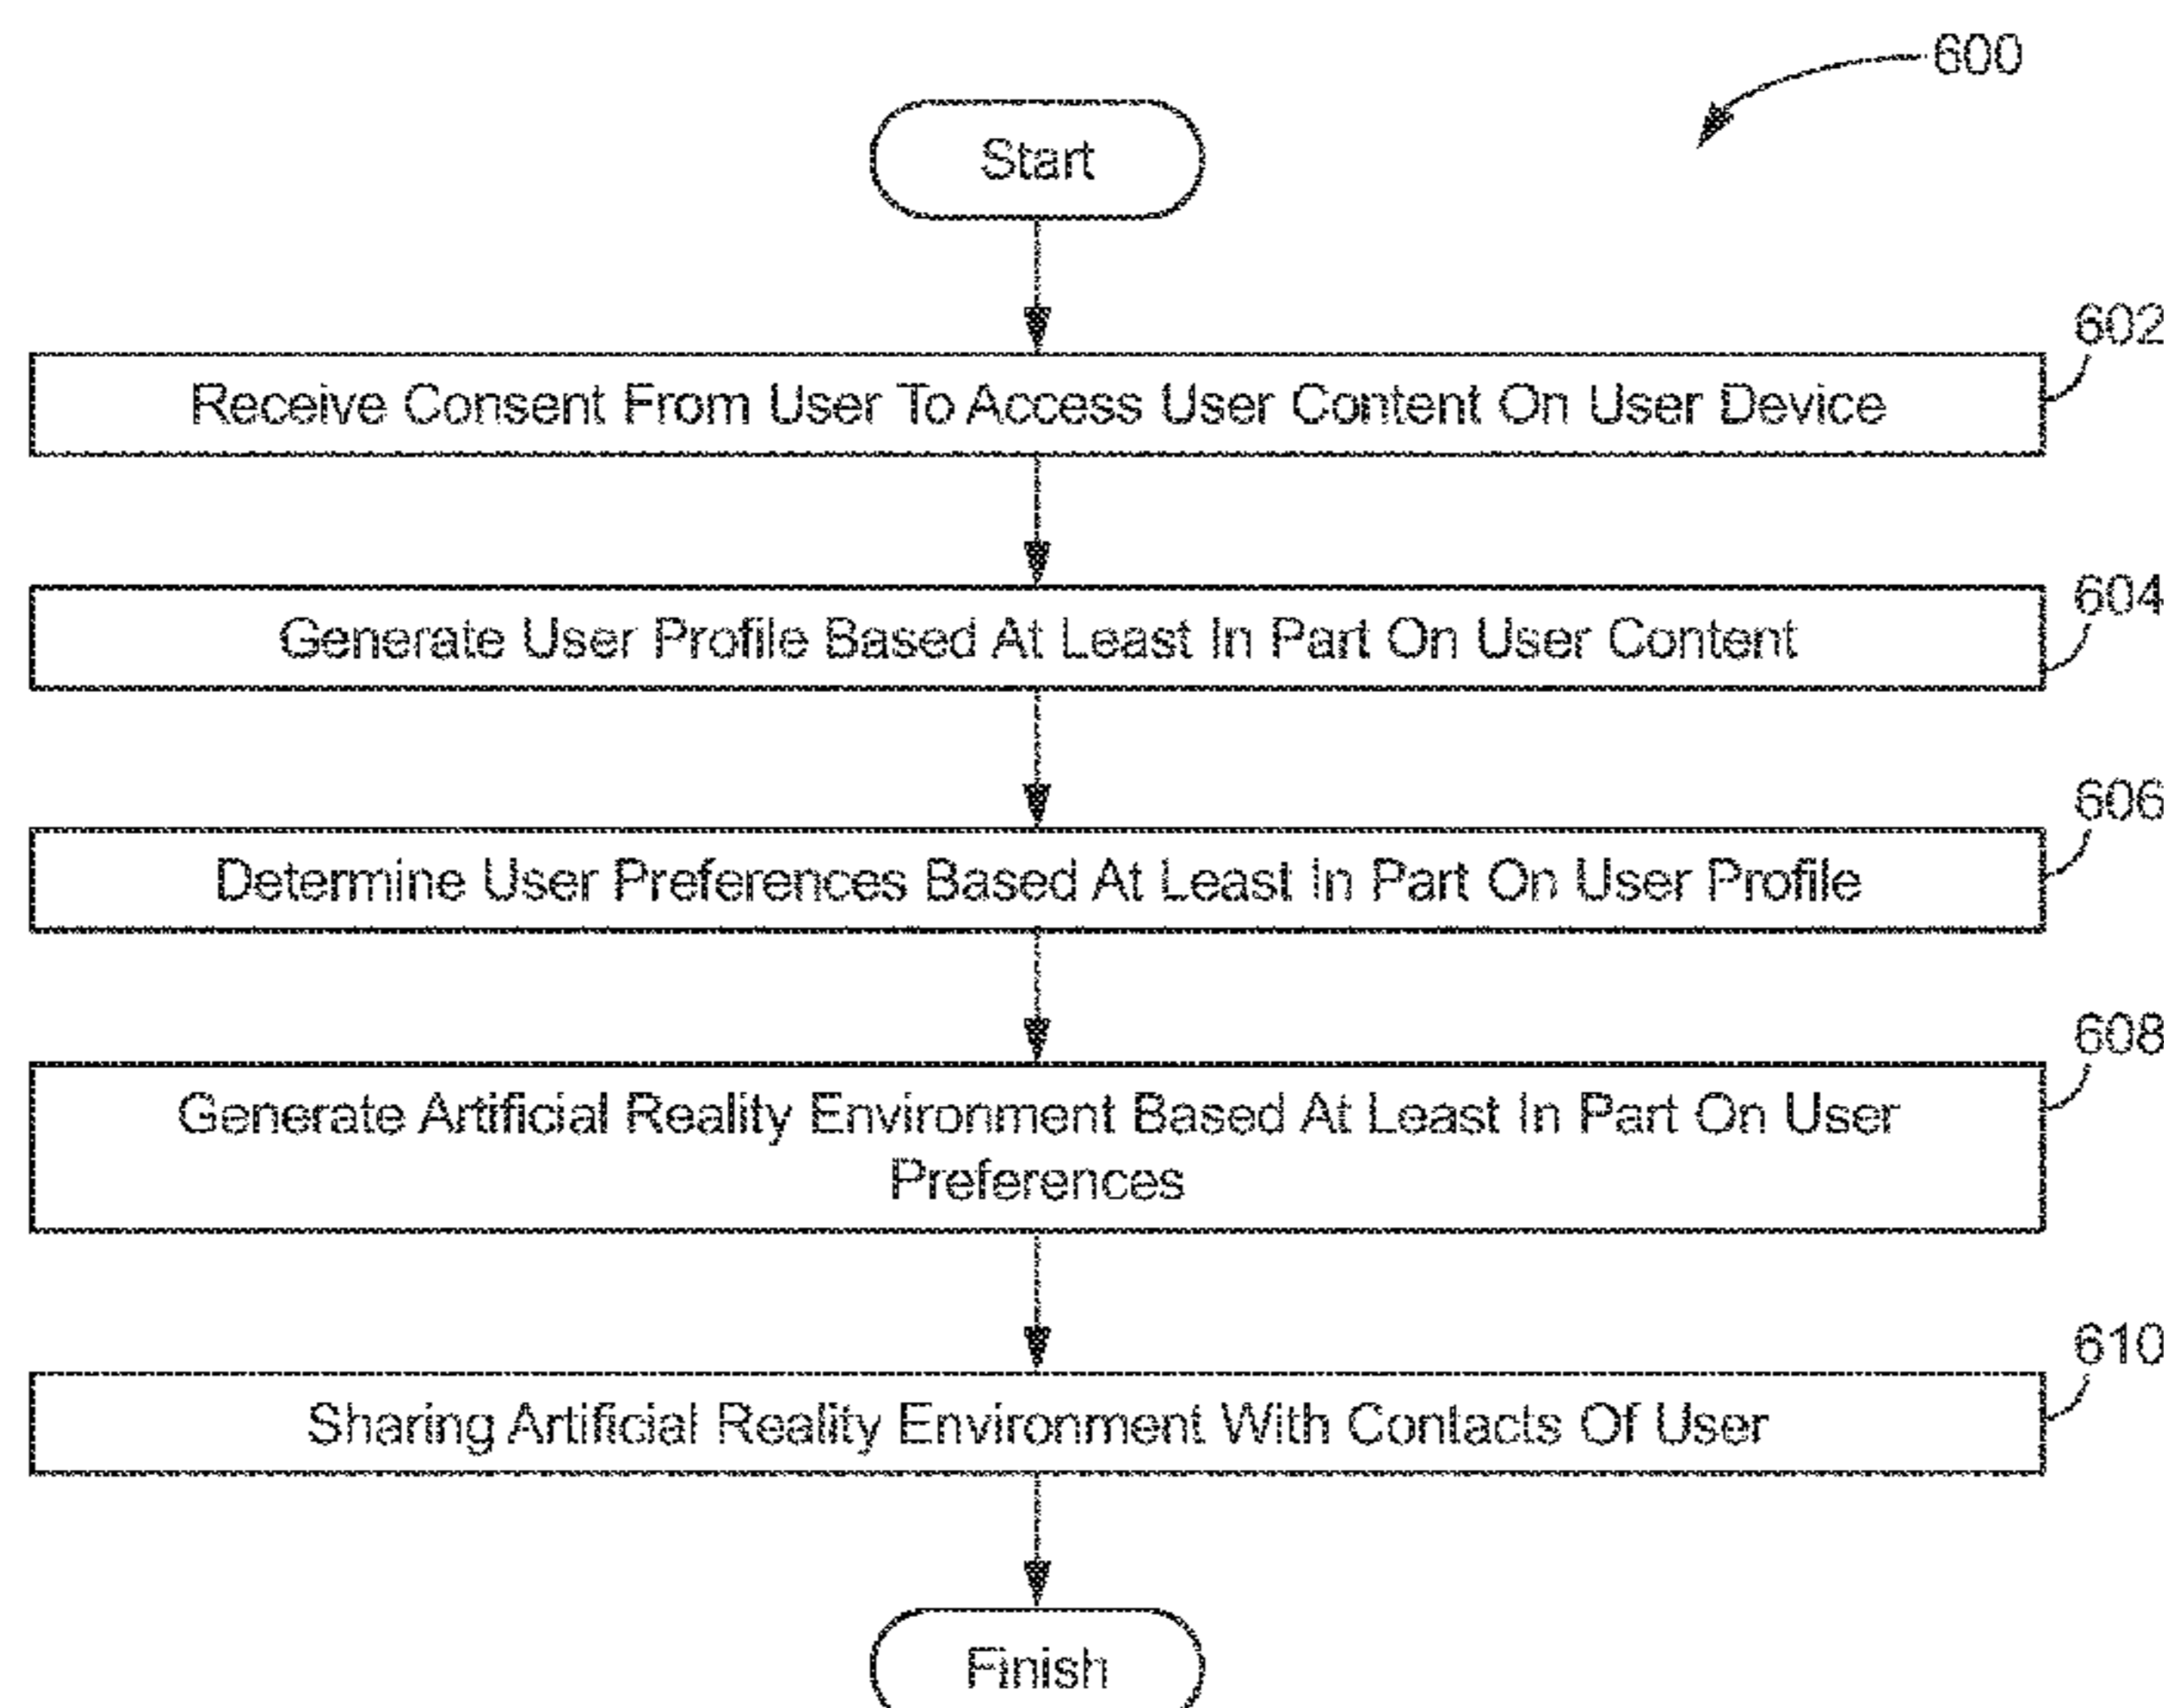 600
Start
602
Receive Consent From User To Access User Content On User Device
604
Generate User Profile Based At Least In Part On User Content
606
Determine User Preferences Based At Least In Part On User Profile
608
Generate Artificial Reality Environment Based At Least In Part On User
Preferences
610
Sharing Artificial Reality Environment With Contacts Of User
Finish